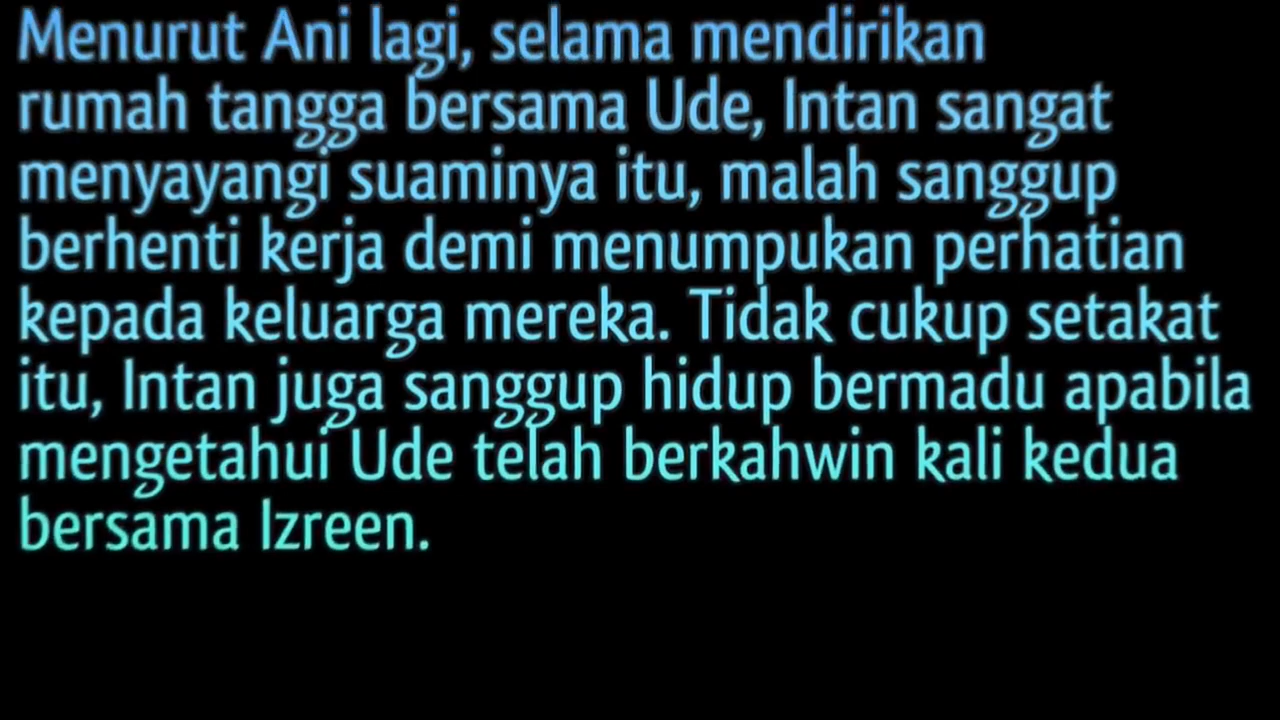 Menurut Ani lagi, selama mendirikan
rumah tangga bersama Ude, Intan sangat
menyayangi suaminya itu, malah sanggup
berhenti kerja demi menumpukan perhatian
kepada keluarga mereka. Tidak cukup setakat
itu, Intan juga sanggup hidup bermadu apabila
mengetahui Ude telah berkahwin kali kedua
bersama Izreen.